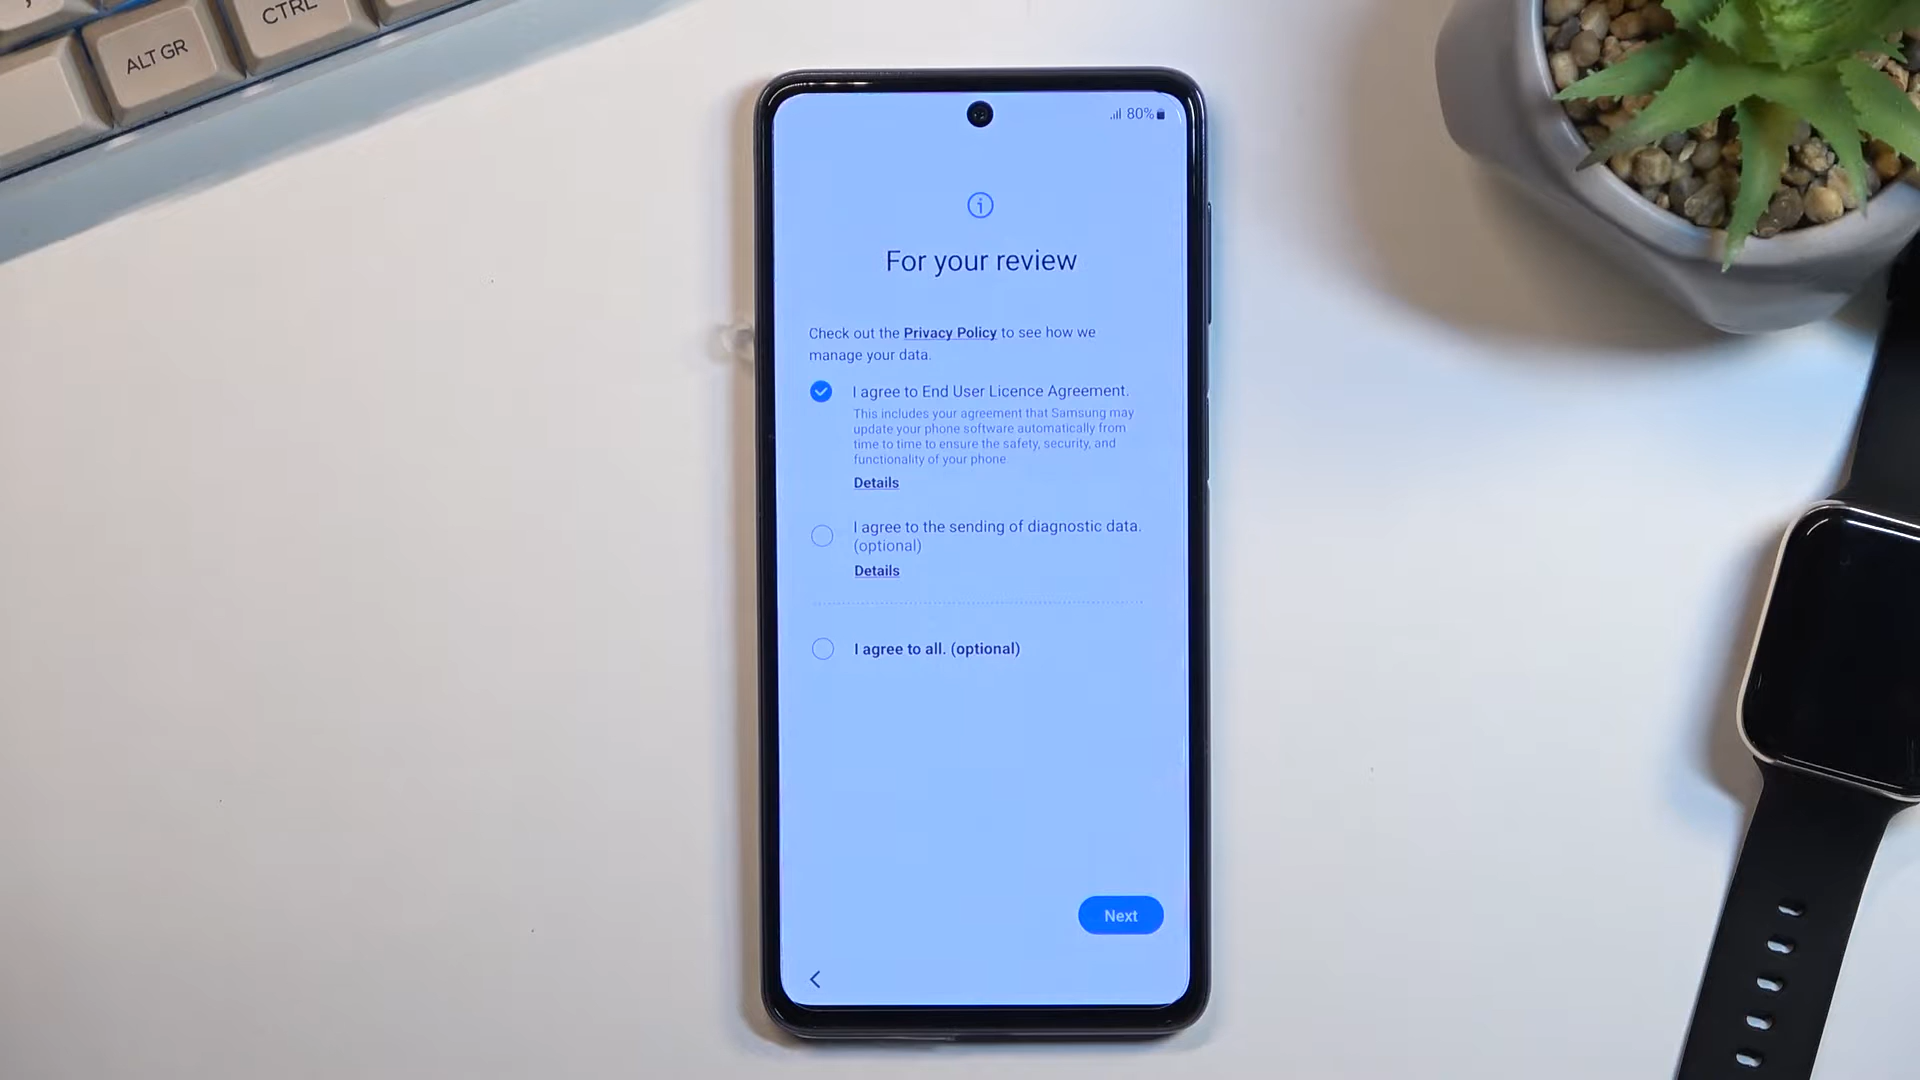 CTRL
ALT GR
80%
For your review
Check out the Privacy Policy to see how we
manage your data.
I agree to End User Licence Agreement.
This includes your agreement that Samsung may
update your phone software automatically from
time to time to ensure the safety, security, and
functionality of your phone
Details
I agree to the sending of diagnostic data.
(optional)
Details
I agree to all. (optional)
Next